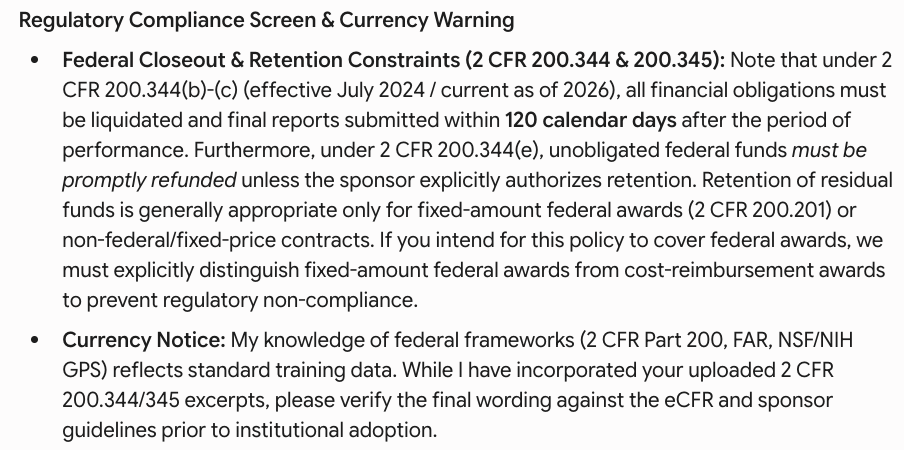 Regulatory Compliance Screen & Currency Warning
• Federal Closeout & Retention Constraints (2 CFR 200.344 & 200.345): Note that under 2
CFR 200.344(b)-(c) (effective July 2024 / current as of 2026), all financial obligations must
be liquidated and final reports submitted within 120 calendar days after the period of
performance. Furthermore, under 2 CFR 200.344(e), unobligated federal funds must be
promptly refunded unless the sponsor explicitly authorizes retention. Retention of residual
funds is generally appropriate only for fixed-amount federal awards (2 CFR 200.201) or
non-federal/fixed-price contracts. If you intend for this policy to cover federal awards, we
must explicitly distinguish fixed-amount federal awards from cost-reimbursement awards
to prevent regulatory non-compliance.
• Currency Notice: My knowledge of federal frameworks (2 CFR Part 200, FAR, NSF/NIH
GPS) reflects standard training data. While I have incorporated your uploaded 2 CFR
200.344/345 excerpts, please verify the final wording against the eCFR and sponsor
guidelines prior to institutional adoption.